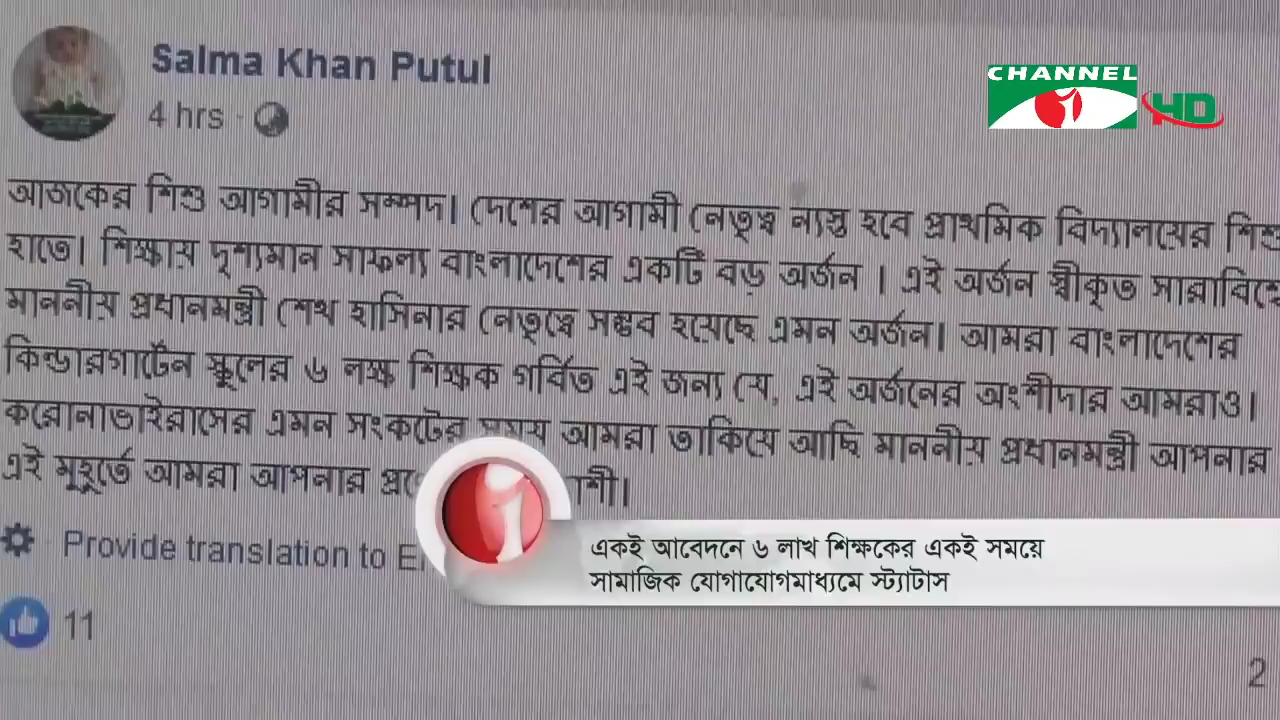 Salma Khan Putul
4 hrs
CHANNEL
i HD
আজকের শিশু আগামীর সম্পদ। দেশের আগামী নেতৃত্ব ন্যস্ত হবে প্রাথমিক বিদ্যালয়ের
হাতে। শিক্ষায় দৃশ্যমান সাফল্য বাংলাদেশের একটি বড় অর্জন । এই অর্জন স্বীকৃত
মাননীয় প্রধানমন্ত্রী শেখ হাসিনার নেতৃত্বে সম্ভব হয়েছে এমন অর্জন। আমরা বাংলাদেশের
কিন্ডারগার্টেন স্কুলের ৬ লক্ষ শিক্ষক গর্বিত এই জন্য যে, এই অর্জনের অংশীদার আমরাও।
করোনাভাইরাসের এমন সংকটের সময় আমরা তাকিয়ে আছি মাননীয় প্রধানমন্ত্রী আপনার
এই মুহূর্তে আমরা আপনার
Provide translation to
11
2
একই আবেদনে ৬ লাখ শিক্ষকের একই সময়ে
সামাজিক যোগাযোগমাধ্যমে স্ট্যাটাস